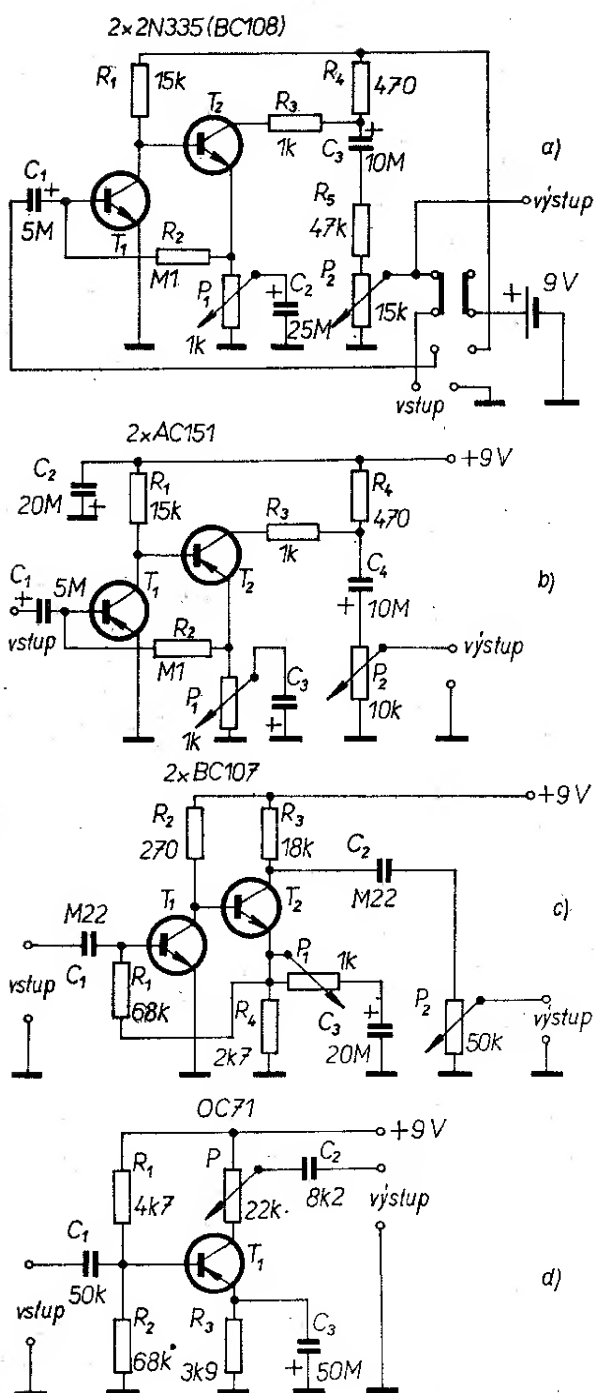 2×2N335(BC108)
R₁ 15k
R₄ 470
T₂
R₃ 1k
C₃ + 10M
a)
C₁ + 5M
T₁
R₂ M1
R₅ 47k
výstup
P₁ 1k
+ C₂ 25M
P₂ 15k
+ 9V
vstup
2×AC151
+9V
C₂ 20M +
R₁ 15k
R₄ 470
R₃ 1k
C₁ + 5M
vstup
T₁
T₂
C₄ + 10M
b)
R₂ M1
P₁ 1k
C₃ +
P₂ 10k
výstup
2×BC107
+9V
R₂ 270
R₃ 18k
C₂ M22
T₁
T₂
c)
M22 C₁
vstup
R₁ 68k
P₁ 1k
R₄ 2k7
C₃ + 20M
P₂ 50k
výstup
OC71
+9V
R₁ 4k7
P 22k
C₂ 8k2
výstup
C₁ 50k
T₁
d)
vstup
R₂ 68k
R₃ 3k9
C₃ + 50M